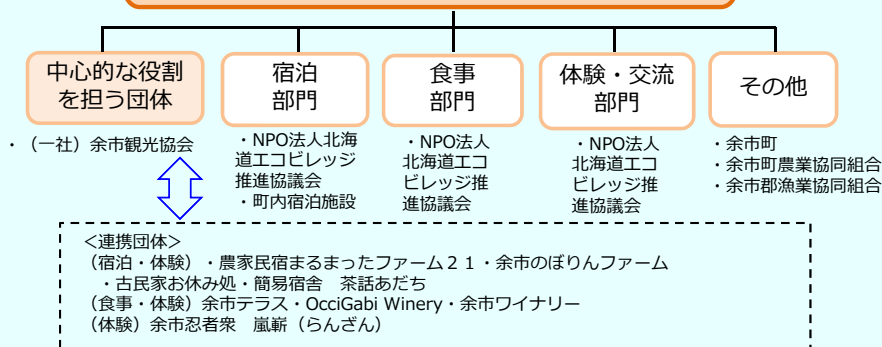 中心的な役割
を担う団体
宿泊
部門
食事
部門
体験・交流
部門
その他
・（一社）余市観光協会
・NPO法人北海
道エコビレッジ
推進協議会
・町内宿泊施設
・NPO法人
北海道エコ
ビレッジ推
進協議会
・NPO法人
北海道エコ
ビレッジ推
進協議会
・余市町
・余市町農業協同組合
・余市郡漁業協同組合
＜連携団体＞
（宿泊・体験）・農家民宿まるまったファーム２１・余市のぼりんファーム
・古民家お休み処・簡易宿舎　茶話あだち
（食事・体験）余市テラス・OcciGabi Winery・余市ワイナリー
（体験）余市忍者衆　嵐嶄（らんざん）